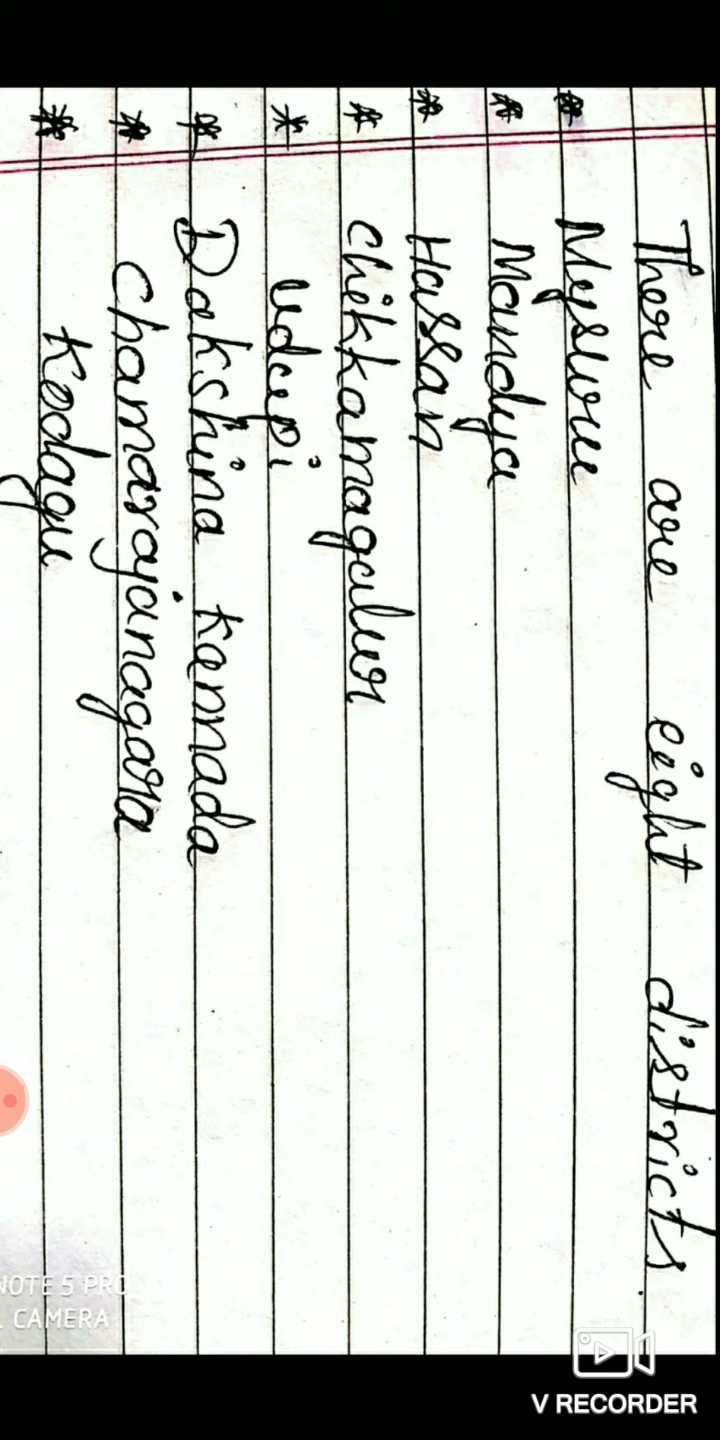 There are eight districts.
* Mysuru
* Mandya
* Hassan
* Chikkamagalur
* Udupi
* Dakshina Kannada
* Chamarajanagara
* Kodagu
NOTE 5 PRO
CAMERA
V RECORDER